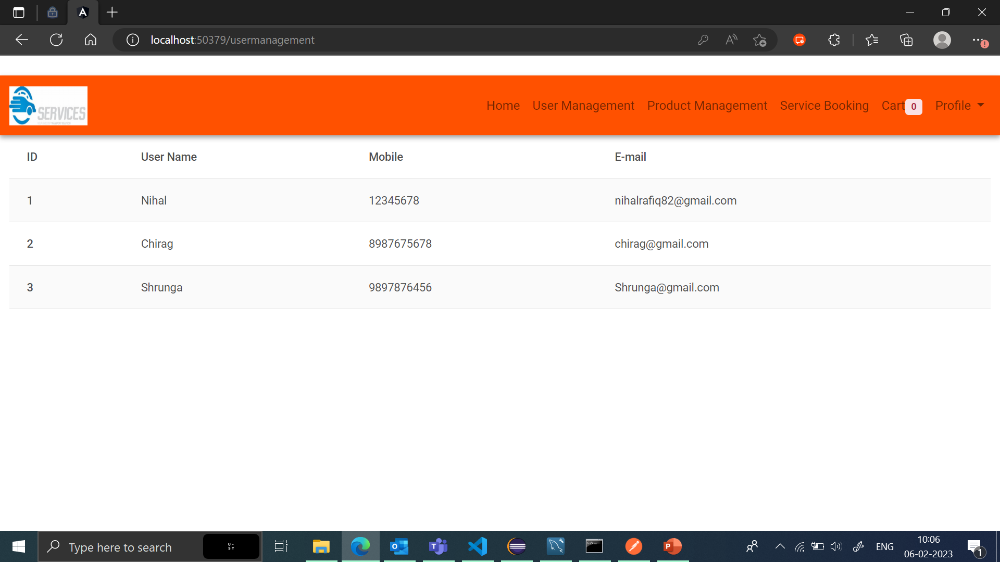 localhost:50379/usermanagement
SERVICES
Home User Management Product Management Service Booking Cart 0 Profile
ID User Name Mobile E-mail
1 Nihal 12345678 nihalrafiq82@gmail.com
2 Chirag 8987675678 chirag@gmail.com
3 Shrunga 9897876456 Shrunga@gmail.com
Type here to search
ENG
10:06
06-02-2023
1